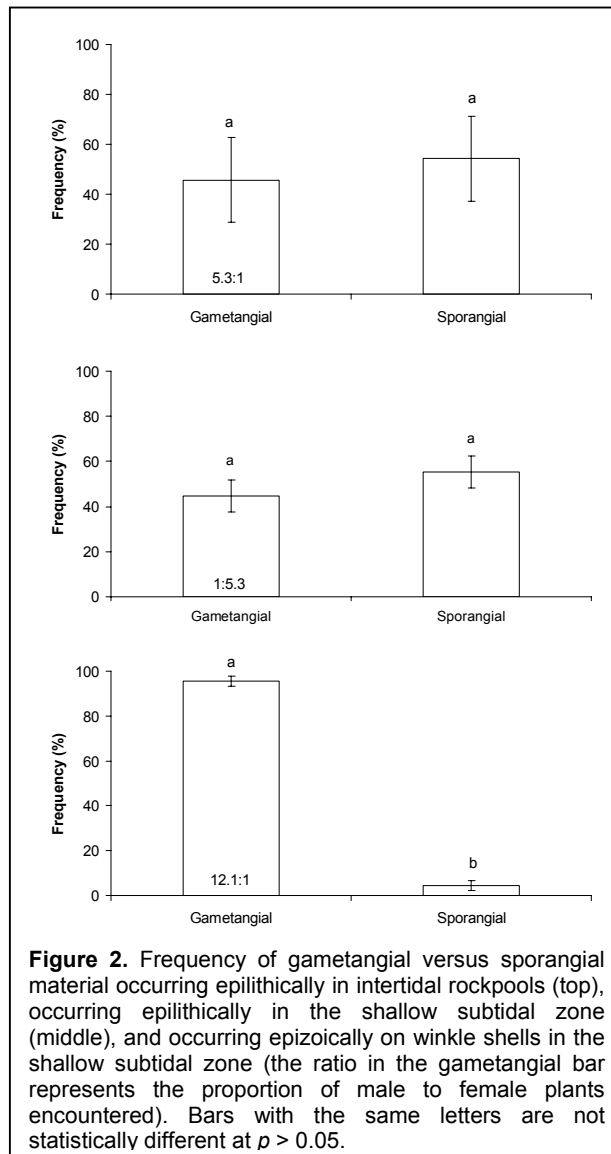 100
80
a
a
60
Frequency (%)
40
20
5.3:1
0
Gametangial
Sporangial
100
80
a
a
60
Frequency (%)
40
20
1:5.3
0
Gametangial
Sporangial
100
a
80
60
Frequency (%)
40
20
b
12.1:1
0
Gametangial
Sporangial
Figure 2. Frequency of gametangial versus sporangial
material occurring epilithically in intertidal rockpools (top),
occurring epilithically in the shallow subtidal zone
(middle), and occurring epizoically on winkle shells in the
shallow subtidal zone (the ratio in the gametangial bar
represents the proportion of male to female plants
encountered). Bars with the same letters are not
statistically different at p > 0.05.